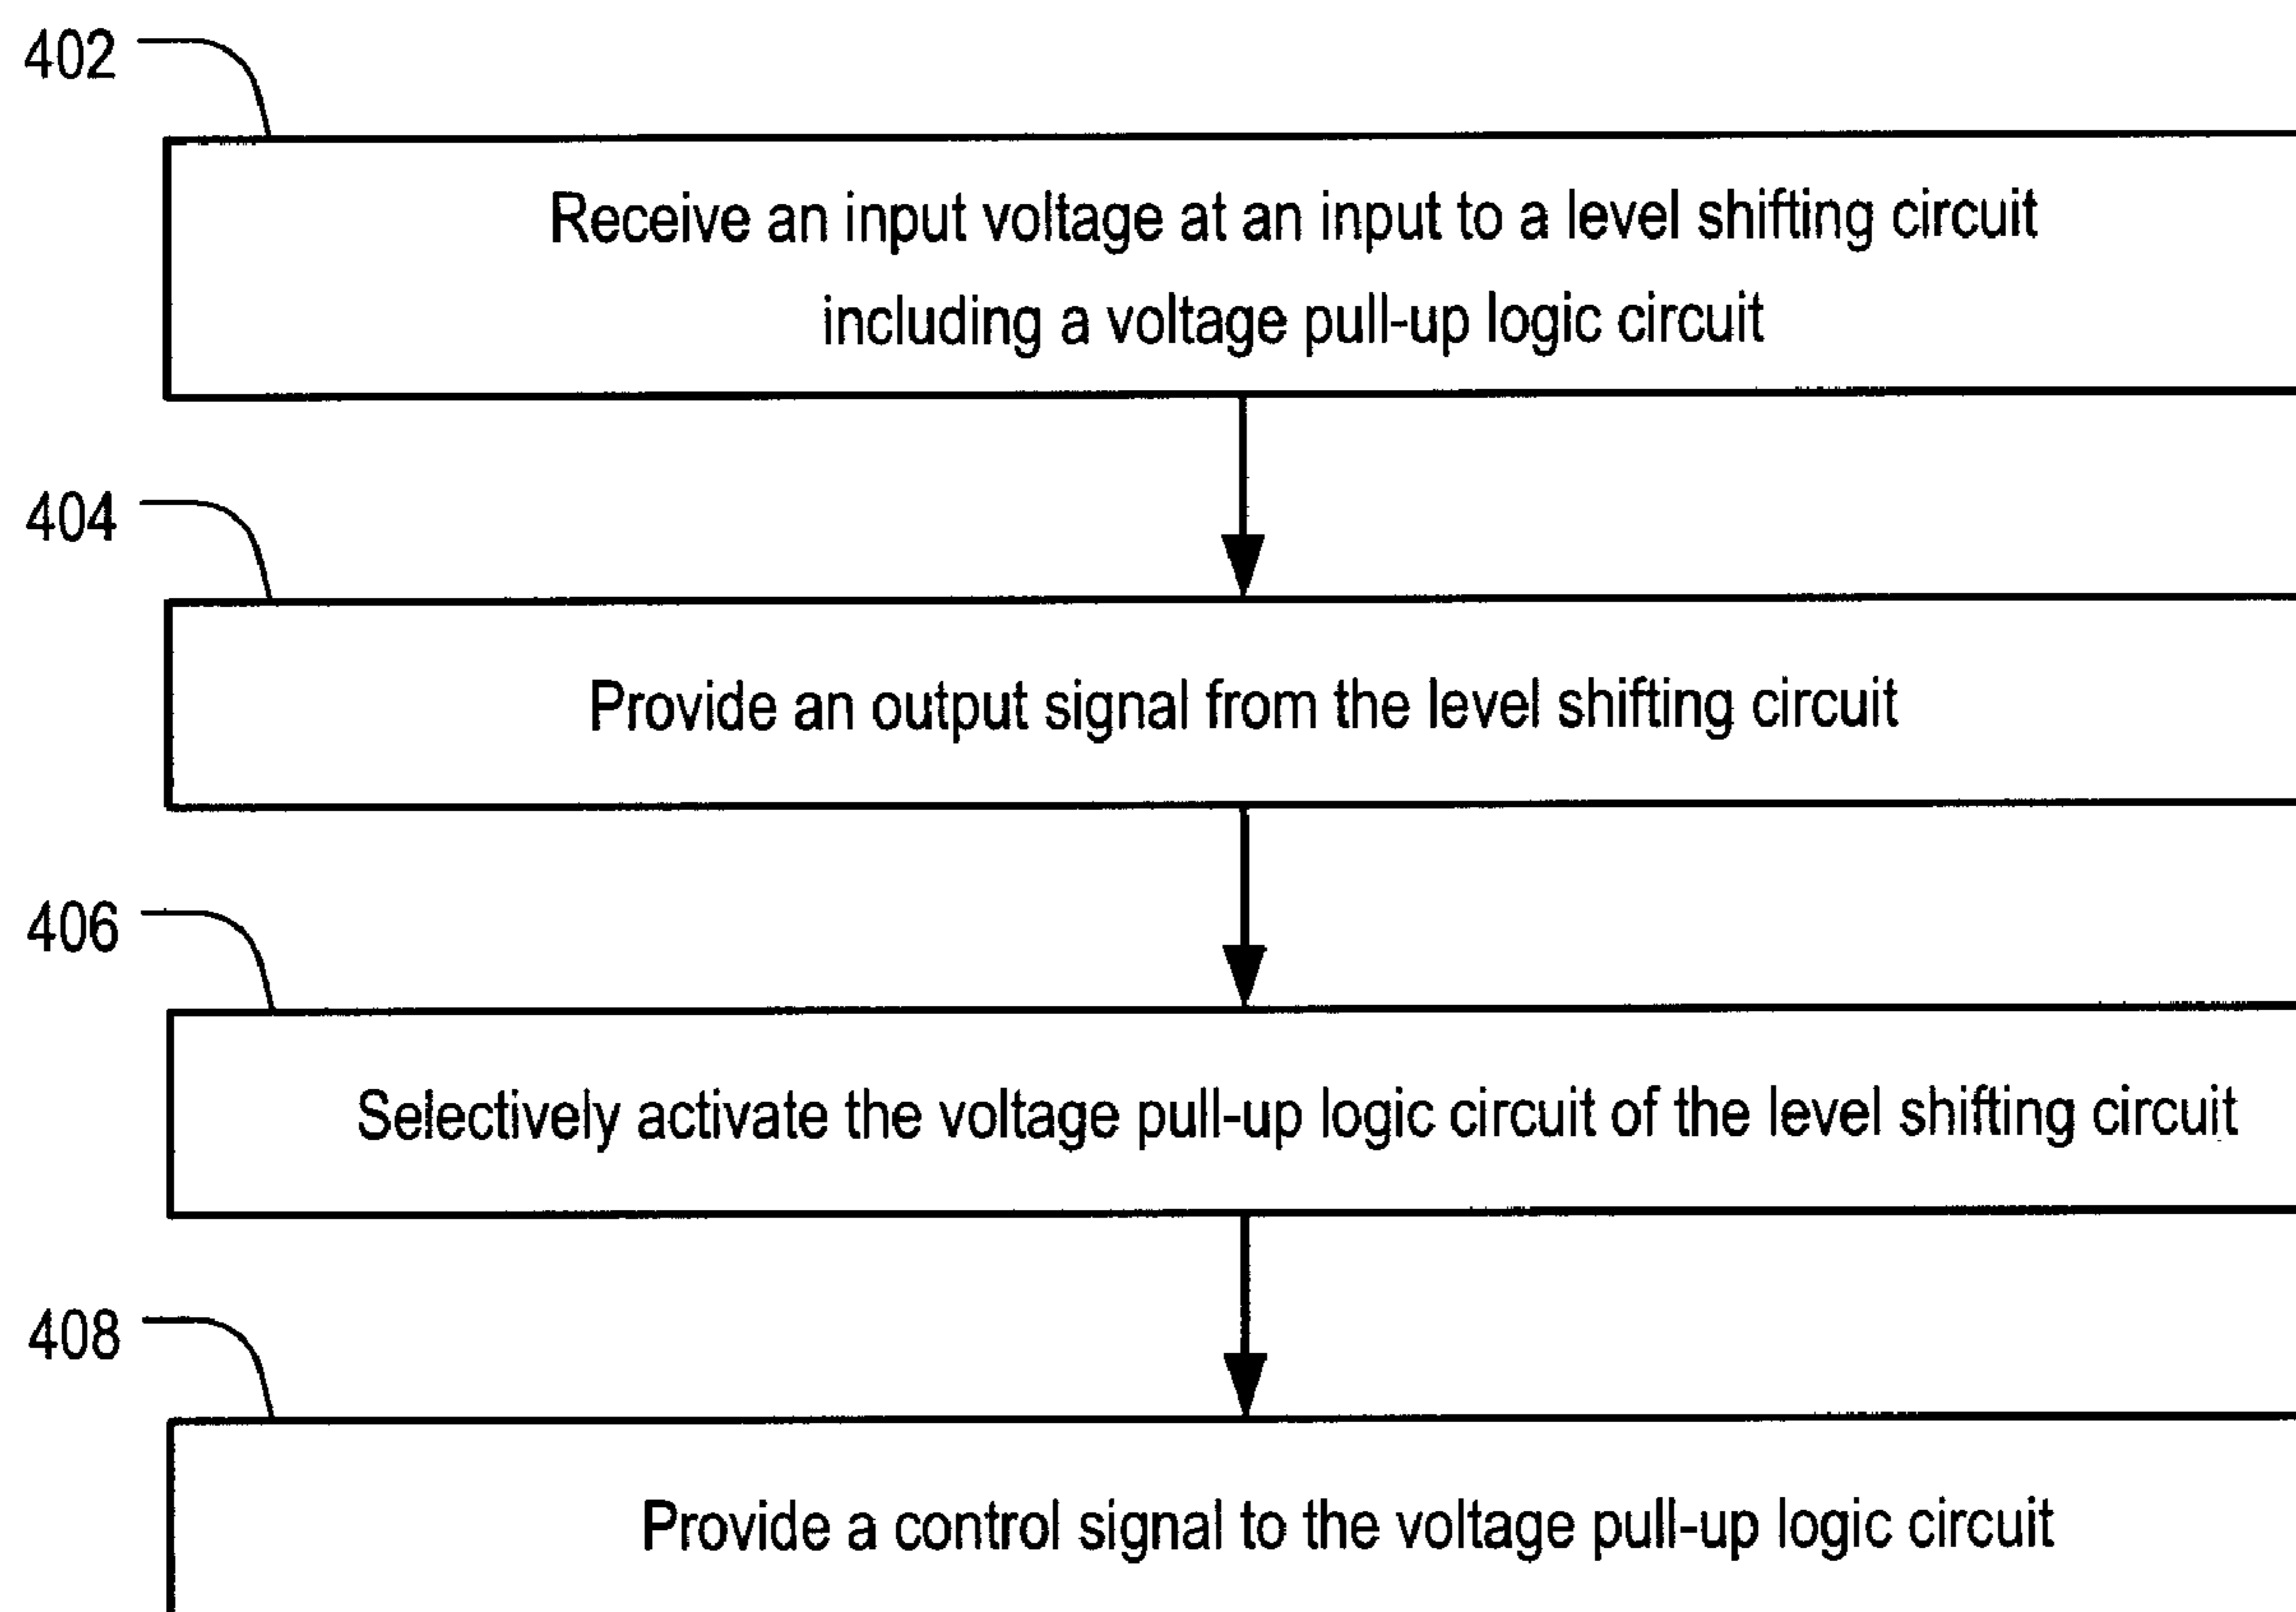 402
Receive an input voltage at an input to a level shifting circuit
including a voltage pull-up logic circuit
404
Provide an output signal from the level shifting circuit
406
Selectively activate the voltage pull-up logic circuit of the level shifting circuit
408
Provide a control signal to the voltage pull-up logic circuit